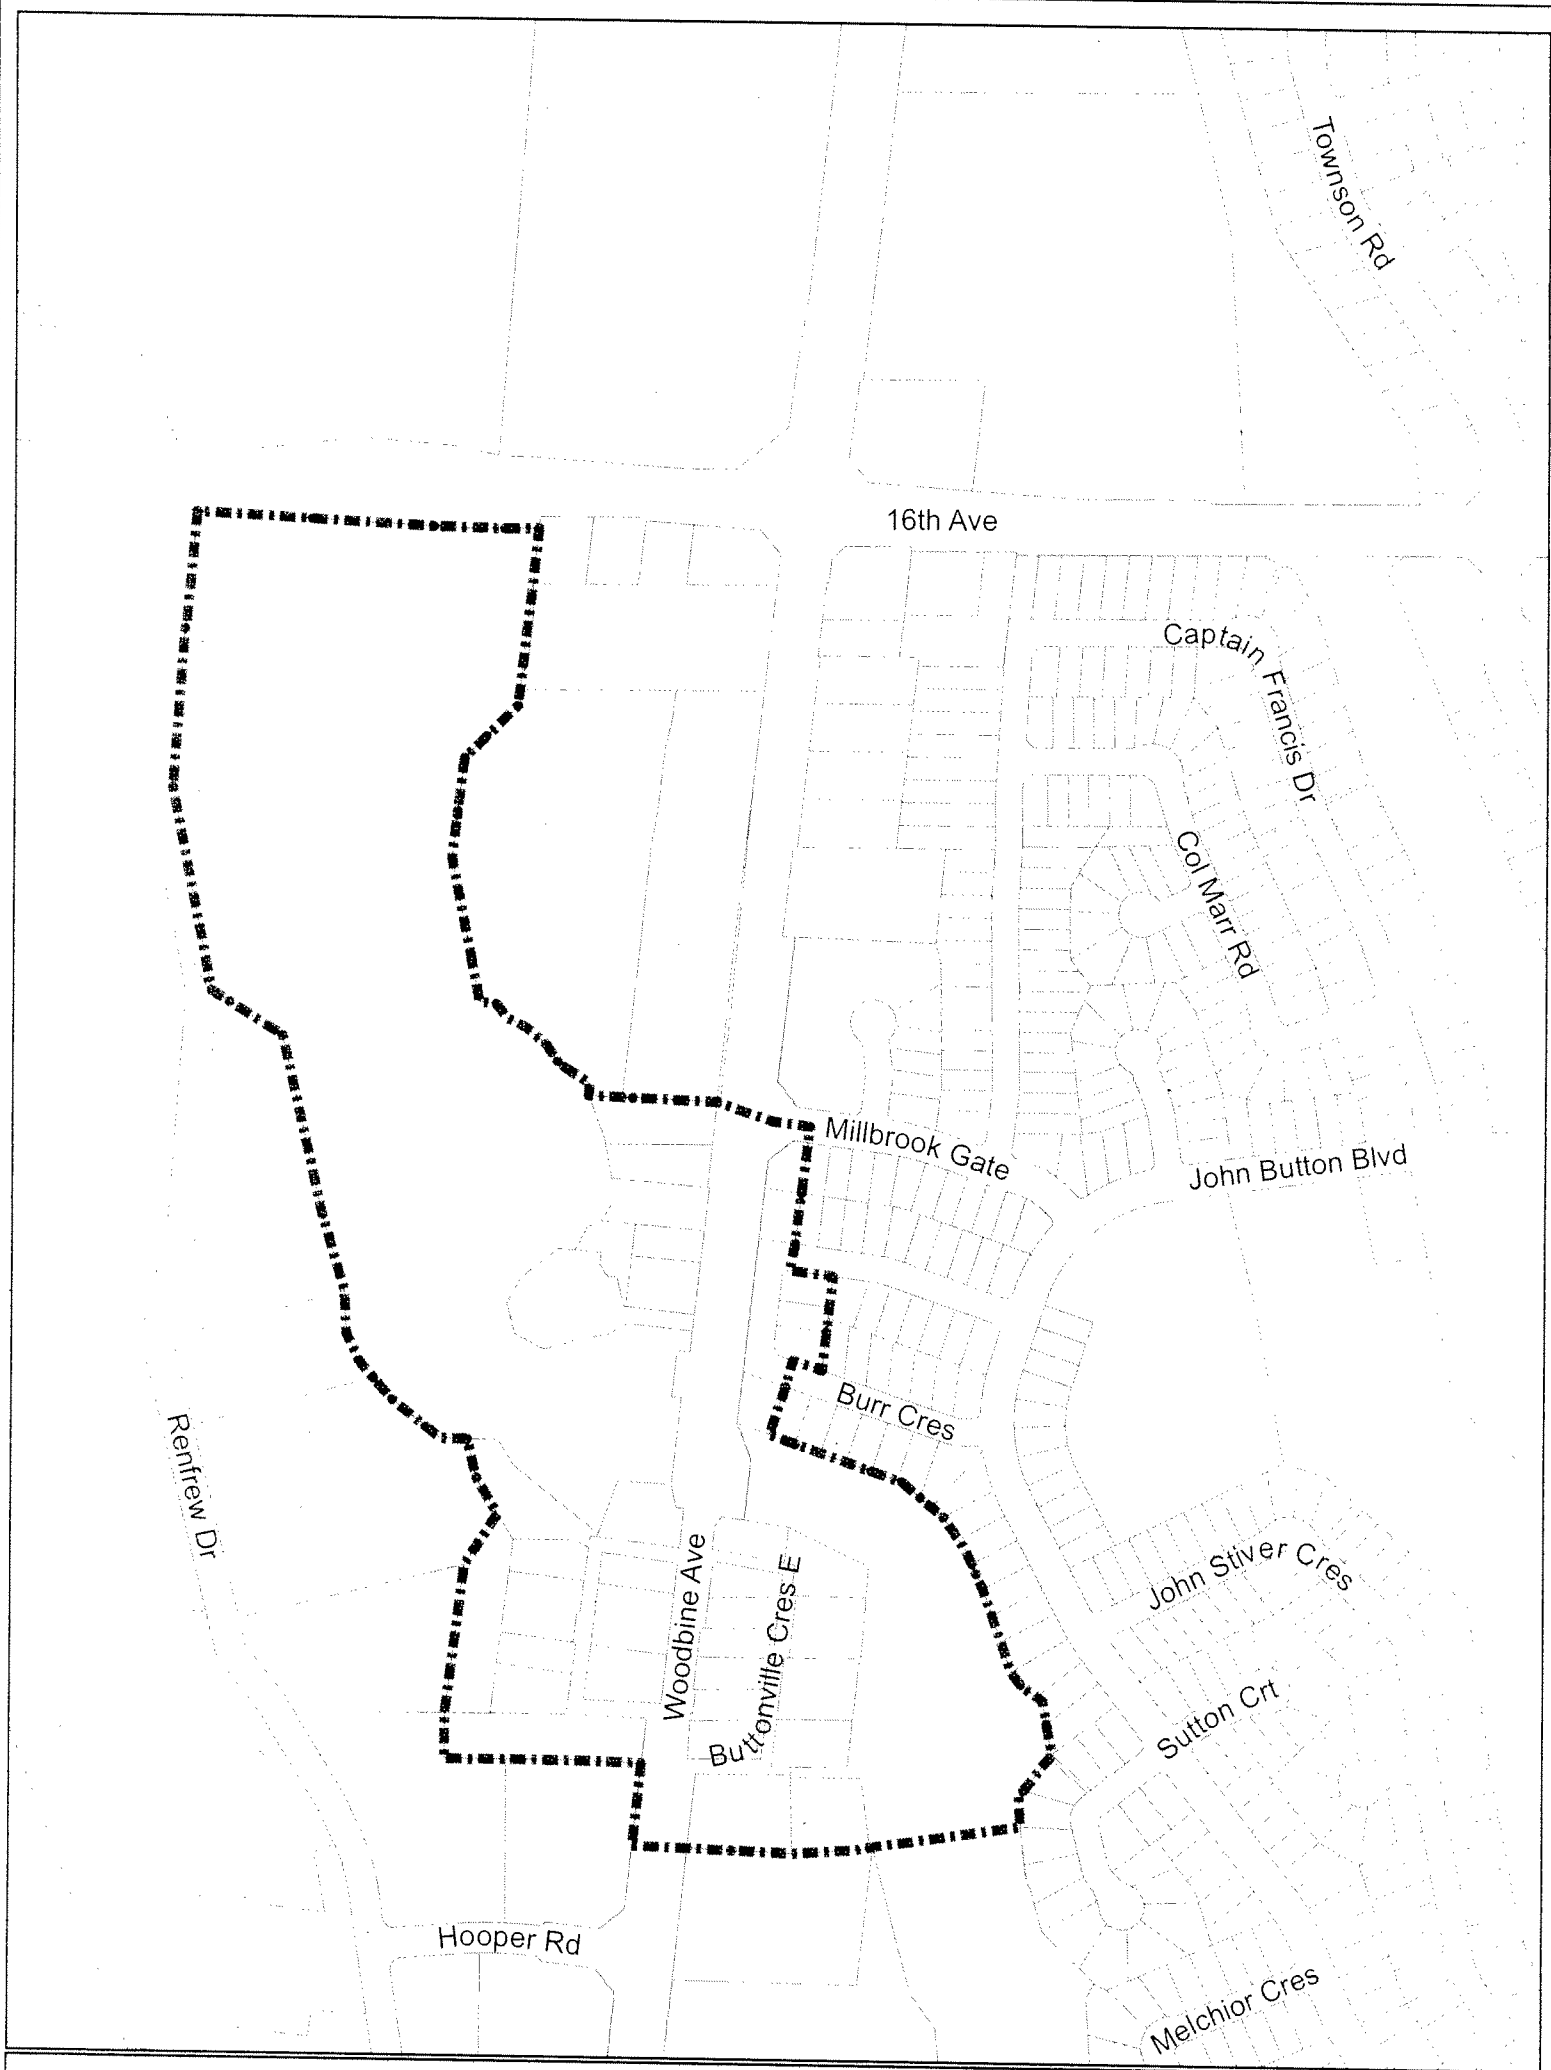 Townson Rd
16th Ave
Captain Francis Dr
Col Marr Rd
Millbrook Gate
John Button Blvd
Burr Cres
Renfrew Dr
Woodbine Ave
Buttonville Cres E
John Stiver Cres
Sutton Crt
Hooper Rd
Melchior Cres